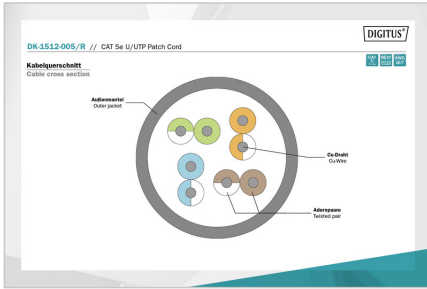 DIGITUS®
DK-1512-005/R // CAT 5e U/UTP Patch Cord
Kabelquerschnitt
Cable cross section
Außenmantel
Outer jacket
Cu-Draht
Cu-Wire
Aderpaare
Twisted pair